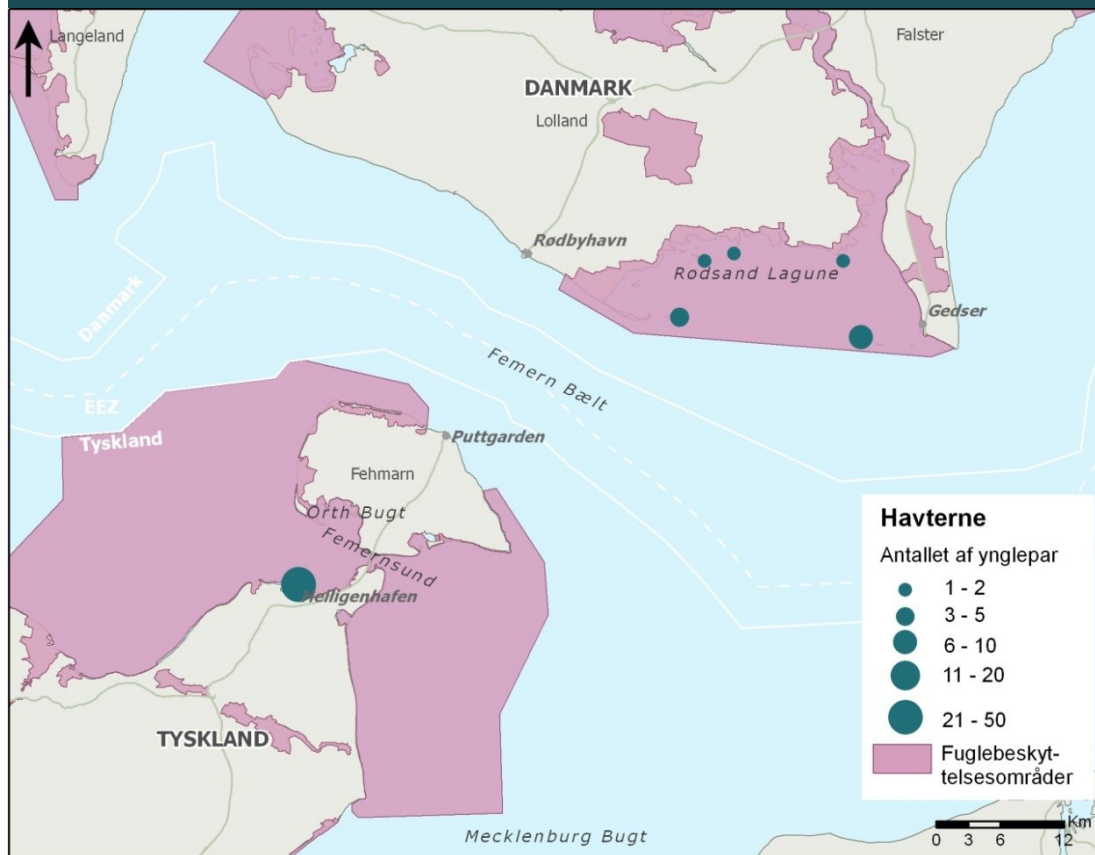 Langeland
Falster
DANMARK
Lolland
Rødbyhavn
Rodsand Lagune
Gedser
Danmark
Femern Bælt
EEZ
Tyskland
Puttgarden
Fehmarn
Orth Bugt
Femernsund
Heiligenhafen
TYSKLAND
Mecklenburg Bugt
Havterne
Antallet af ynglepar
1 - 2
3 - 5
6 - 10
11 - 20
21 - 50
Fuglebeskyt-
telsesområder
Km
0 3 6 12